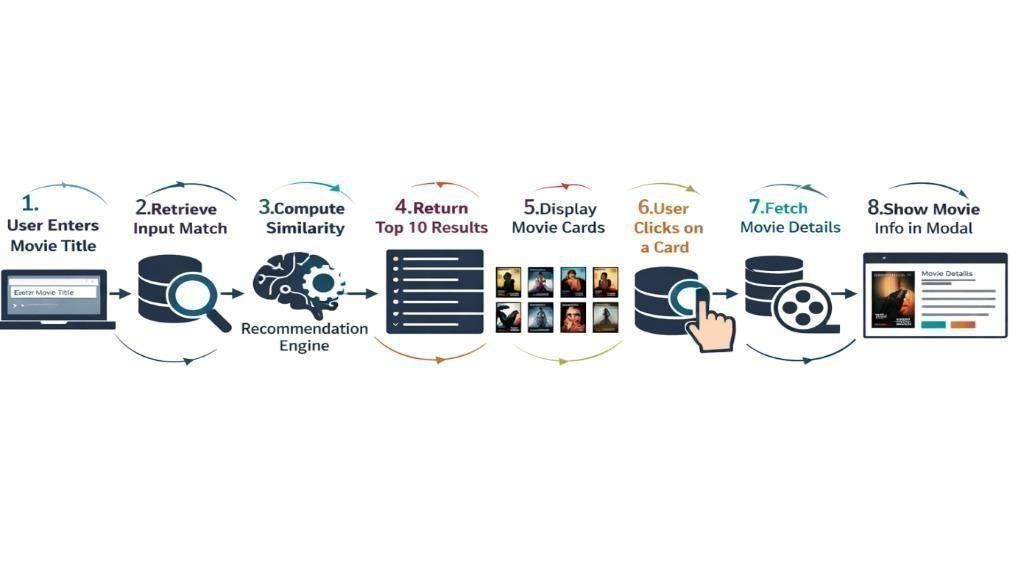 1.
User Enters
Movie Title
Exeter Movie Title
2.Retrieve
Input Match
3.Compute
Similarity
Recommendation
Engine
4.Return
Top 10 Results
5.Display
Movie Cards
6.User
Clicks on
a Card
7.Fetch
Movie Details
8.Show Movie
Info in Modal
Movie Details